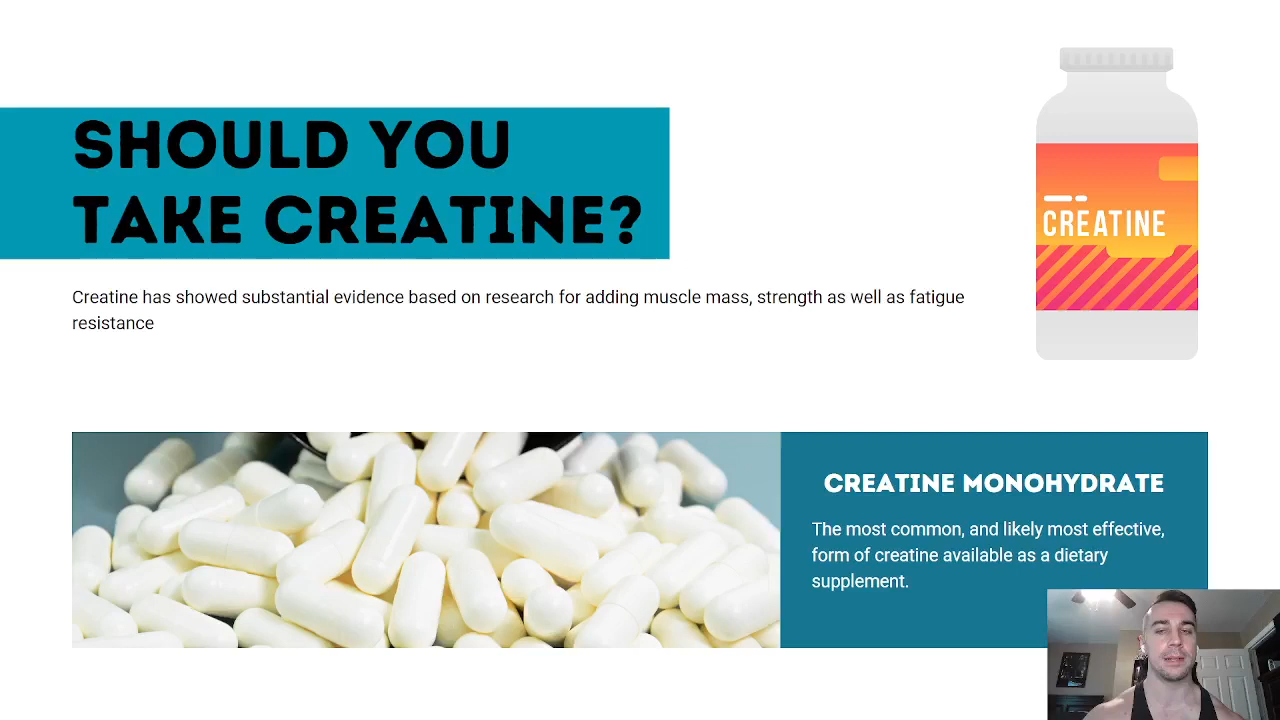 SHOULD YOU
TAKE CREATINE?
Creatine has showed substantial evidence based on research for adding muscle mass, strength as well as fatigue
resistance
CREATINE
CREATINE MONOHYDRATE
The most common, and likely most effective,
form of creatine available as a dietary
supplement.